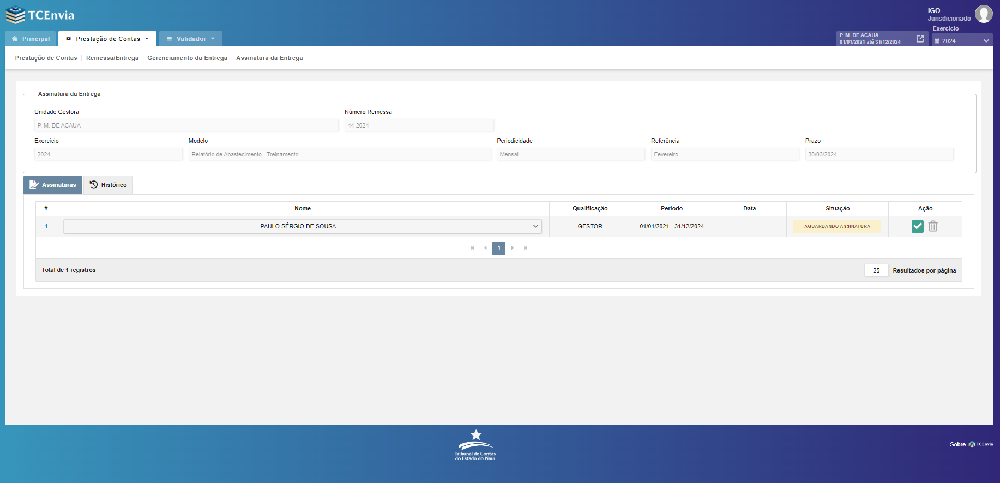 TCEnvia
IGO
Jurisdicionado
Exercício
Principal
Prestação de Contas
Validador
P. M. DE ACAUA
01/01/2021 até 31/12/2024
2024
Prestação de Contas | Remessa/Entrega | Gerenciamento da Entrega | Assinatura da Entrega
Assinatura da Entrega
Unidade Gestora
Número Remessa
P. M. DE ACAUA
44-2024
Exercício
Modelo
Periodicidade
Referência
Prazo
2024
Relatório de Abastecimento - Treinamento
Mensal
Fevereiro
30/03/2024
Assinaturas
Histórico
# Nome Qualificação Período Data Situação Ação
1 PAULO SÉRGIO DE SOUSA GESTOR 01/01/2021 - 31/12/2024 AGUARDANDO ASSINATURA
1
Total de 1 registros
25 Resultados por página
Tribunal de Contas
do Estado do Piauí
Sobre TCEnvia